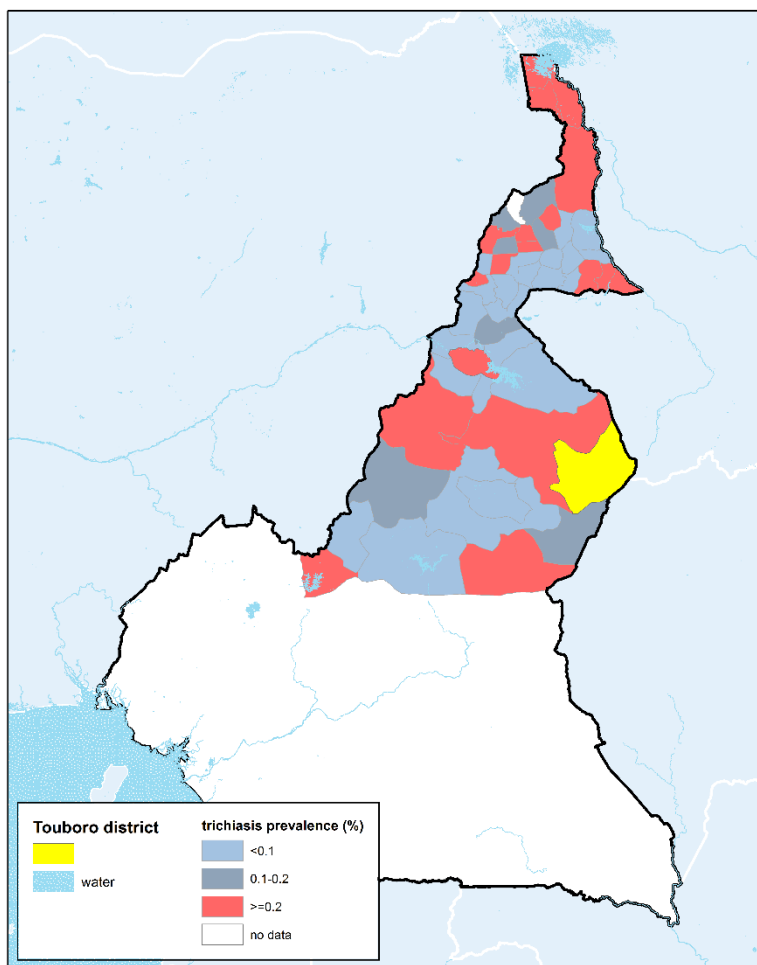 Touboro district
water
trichiasis prevalence (%)
<0.1
0.1-0.2
>=0.2
no data